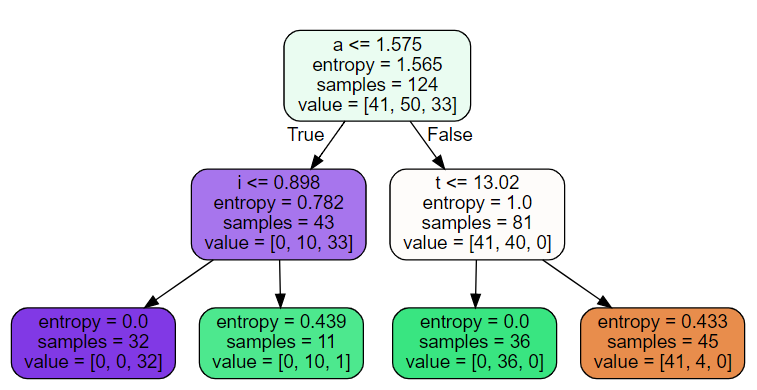 a <= 1.575
entropy = 1.565
samples = 124
value = [41, 50, 33]
True
False
i <= 0.898
entropy = 0.782
samples = 43
value = [0, 10, 33]
t <= 13.02
entropy = 1.0
samples = 81
value = [41, 40, 0]
entropy = 0.0
samples = 32
value = [0, 0, 32]
entropy = 0.439
samples = 11
value = [0, 10, 1]
entropy = 0.0
samples = 36
value = [0, 36, 0]
entropy = 0.433
samples = 45
value = [41, 4, 0]